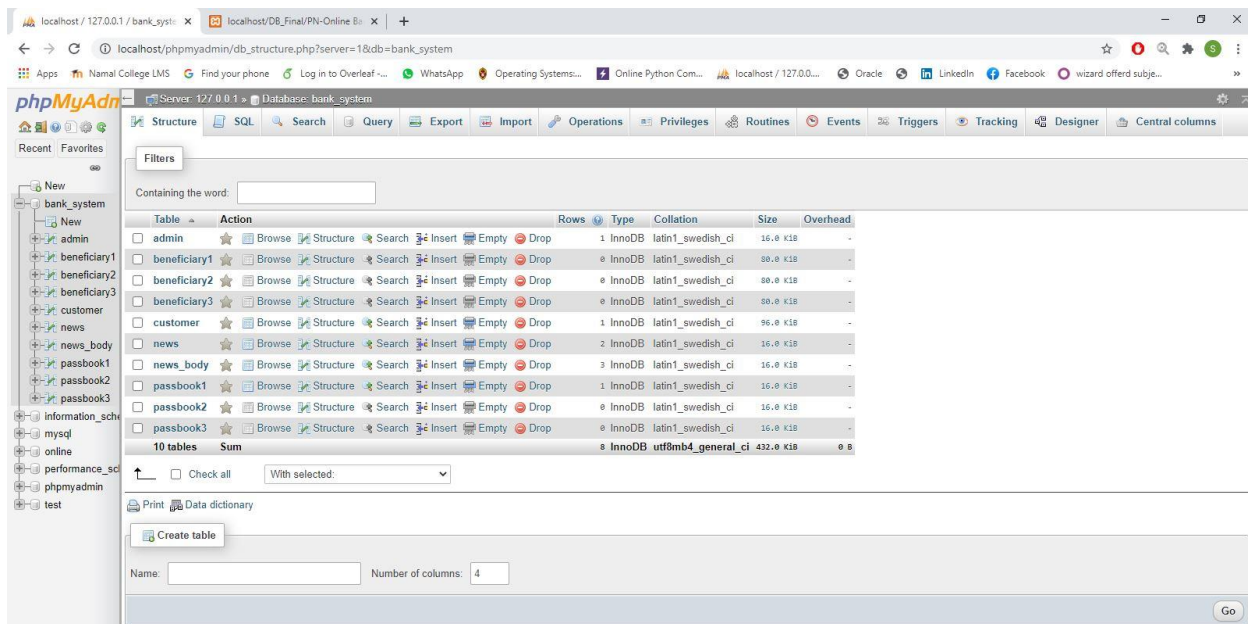 localhost / 127.0.0.1 / bank_syste
localhost/DB_Final/PN-Online Ba
localhost/phpmyadmin/db_structure.php?server=1&db=bank_system
S
Apps Namal College LMS Find your phone Log in to Overleaf -... WhatsApp Operating Systems:... Online Python Com... localhost / 127.0.0.... Oracle LinkedIn Facebook wizard offerd subje... »
phpMyAdm
Recent Favorites
New
bank_system
New
admin
beneficiary1
beneficiary2
beneficiary3
customer
news
news_body
passbook1
passbook2
passbook3
information_sche
mysql
online
performance_scl
phpmyadmin
test
Server: 127.0.0.1 » Database: bank_system
Structure SQL Search Query Export Import Operations Privileges Routines Events Triggers Tracking Designer Central columns
Filters
Containing the word:
Table Action Rows Type Collation Size Overhead
admin Browse Structure Search Insert Empty Drop 1 InnoDB latin1_swedish_ci 16.0 KiB -
beneficiary1 Browse Structure Search Insert Empty Drop 0 InnoDB latin1_swedish_ci 80.0 KiB -
beneficiary2 Browse Structure Search Insert Empty Drop 0 InnoDB latin1_swedish_ci 80.0 KiB -
beneficiary3 Browse Structure Search Insert Empty Drop 0 InnoDB latin1_swedish_ci 80.0 KiB -
customer Browse Structure Search Insert Empty Drop 1 InnoDB latin1_swedish_ci 96.0 KiB -
news Browse Structure Search Insert Empty Drop 2 InnoDB latin1_swedish_ci 16.0 KiB -
news_body Browse Structure Search Insert Empty Drop 3 InnoDB latin1_swedish_ci 16.0 KiB -
passbook1 Browse Structure Search Insert Empty Drop 1 InnoDB latin1_swedish_ci 16.0 KiB -
passbook2 Browse Structure Search Insert Empty Drop 0 InnoDB latin1_swedish_ci 16.0 KiB -
passbook3 Browse Structure Search Insert Empty Drop 0 InnoDB latin1_swedish_ci 16.0 KiB -
10 tables Sum 8 InnoDB utf8mb4_general_ci 432.0 KiB 0 B
Check all With selected:
Print Data dictionary
Create table
Name: Number of columns: 4
Go